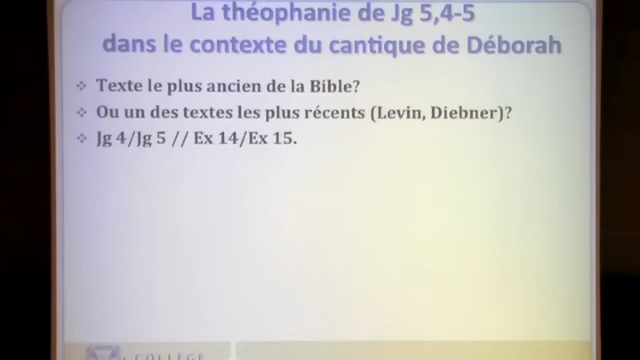 La théophanie de Jg 5,4-5
dans le contexte du cantique de Déborah
❖ Texte le plus ancien de la Bible?
❖ Ou un des textes les plus récents (Levin, Diebner)?
❖ Jg 4/Jg 5 // Ex 14/Ex 15.
COLLÈGE